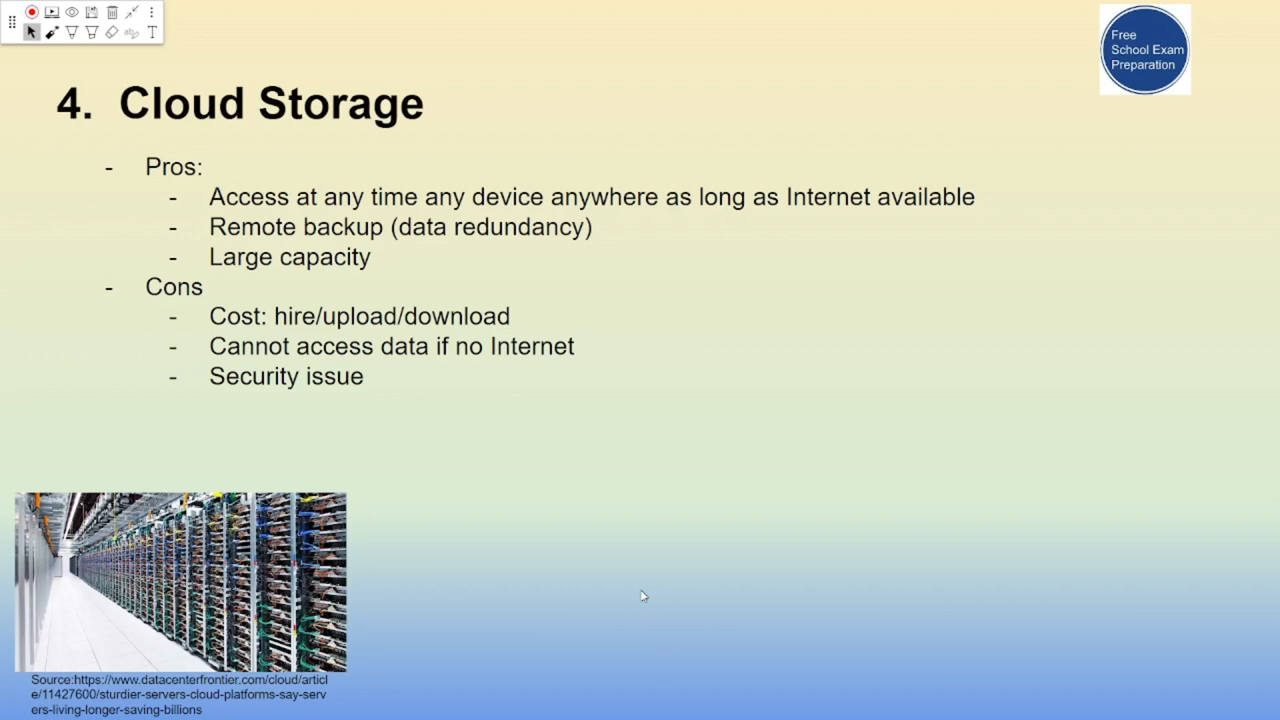 Free
School Exam
Preparation
4. Cloud Storage
- Pros:
- Access at any time any device anywhere as long as Internet available
- Remote backup (data redundancy)
- Large capacity
- Cons
- Cost: hire/upload/download
- Cannot access data if no Internet
- Security issue
Source:https://www.datacenterfrontier.com/cloud/articl
e/11427600/sturdier-servers-cloud-platforms-say-serv
ers-living-longer-saving-billions